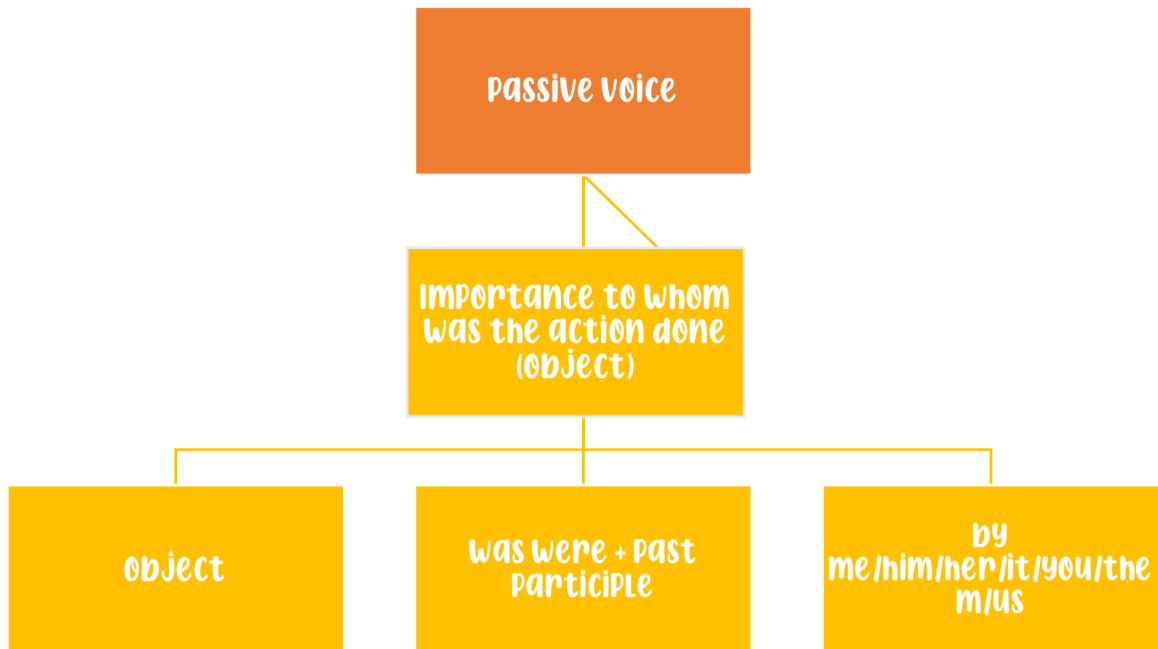 Passive voice
Importance to whom
was the action done
(object)
object
was were + past
participle
by
me/him/her/it/you/the
m/us